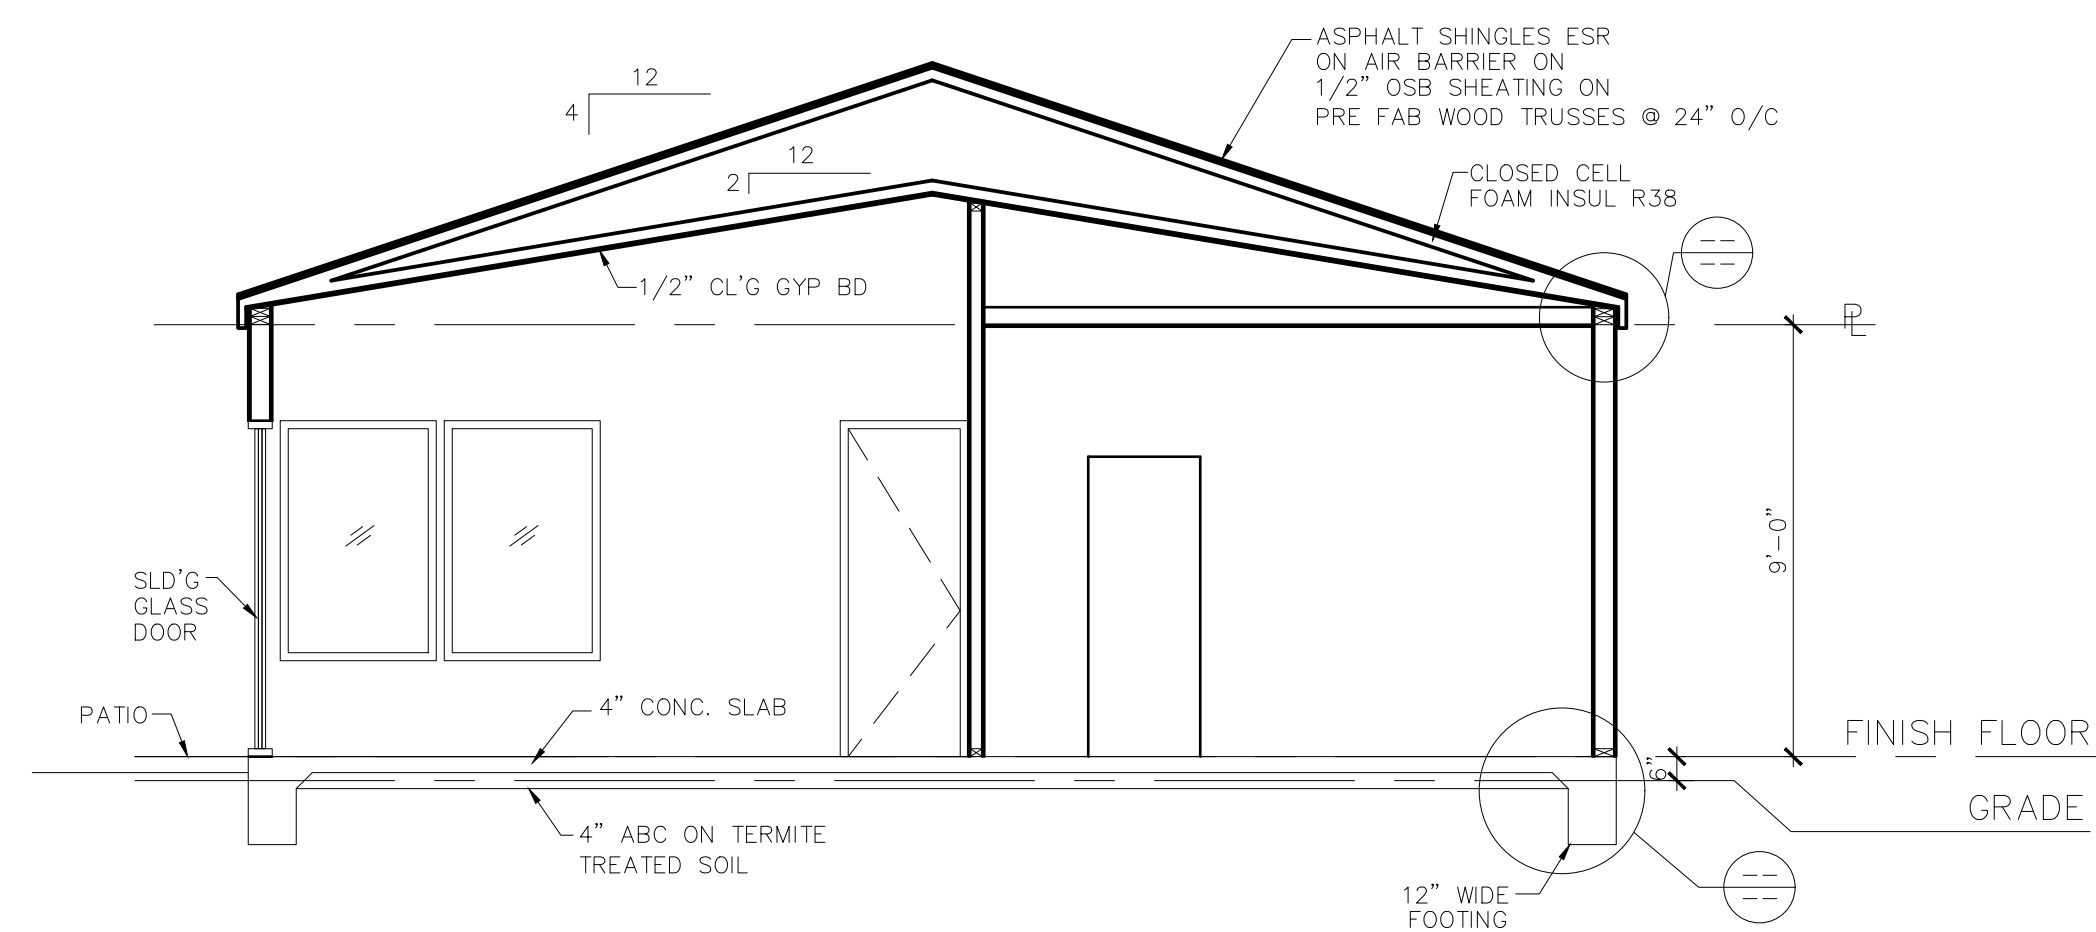 ASPHALT SHINGLES ESR
ON AIR BARRIER ON
1/2" OSB SHEATING ON
PRE FAB WOOD TRUSSES @ 24" O/C
12
4
12
2
CLOSED CELL
FOAM INSUL R38
1/2" CL'G GYP BD
PL
9'-0"
SLD'G
GLASS
DOOR
PATIO
4" CONC. SLAB
FINISH FLOOR
6"
GRADE
4" ABC ON TERMITE
TREATED SOIL
12" WIDE
FOOTING